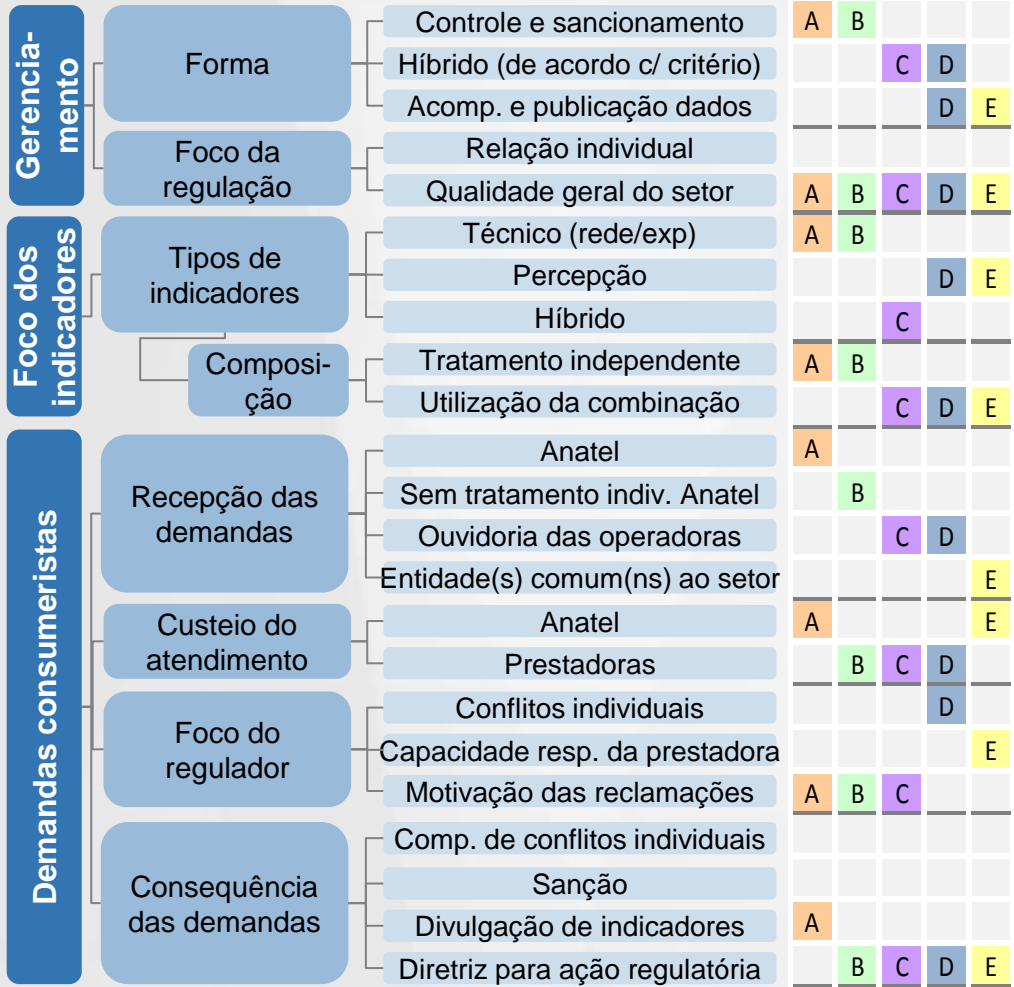 Gerencia-
mento
Forma
Controle e sancionamento
A B
Híbrido (de acordo c/ critério)
C D
Acomp. e publicação dados
D E
Foco da
regulação
Relação individual
Qualidade geral do setor
A B C D E
Foco dos
indicadores
Tipos de
indicadores
Técnico (rede/exp)
A B
Percepção
D E
Híbrido
C
Composi-
ção
Tratamento independente
A B
Utilização da combinação
C D E
Demandas consumeristas
Recepção das
demandas
Anatel
A
Sem tratamento indiv. Anatel
B
Ouvidoria das operadoras
C D
Entidade(s) comum(ns) ao setor
E
Custeio do
atendimento
Anatel
A E
Prestadoras
B C D
Foco do
regulador
Conflitos individuais
D
Capacidade resp. da prestadora
E
Motivação das reclamações
A B C
Consequência
das demandas
Comp. de conflitos individuais
Sanção
Divulgação de indicadores
A
Diretriz para ação regulatória
B C D E